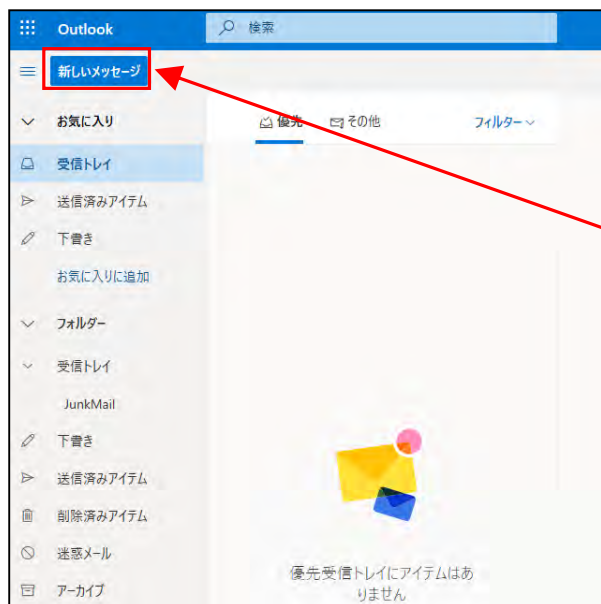 Outlook
検索
新しいメッセージ
お気に入り
優先 その他 フィルター
受信トレイ
送信済みアイテム
下書き
お気に入りに追加
フォルダー
受信トレイ
JunkMail
下書き
送信済みアイテム
削除済みアイテム
迷惑メール
アーカイブ
優先受信トレイにアイテムはあ
りません